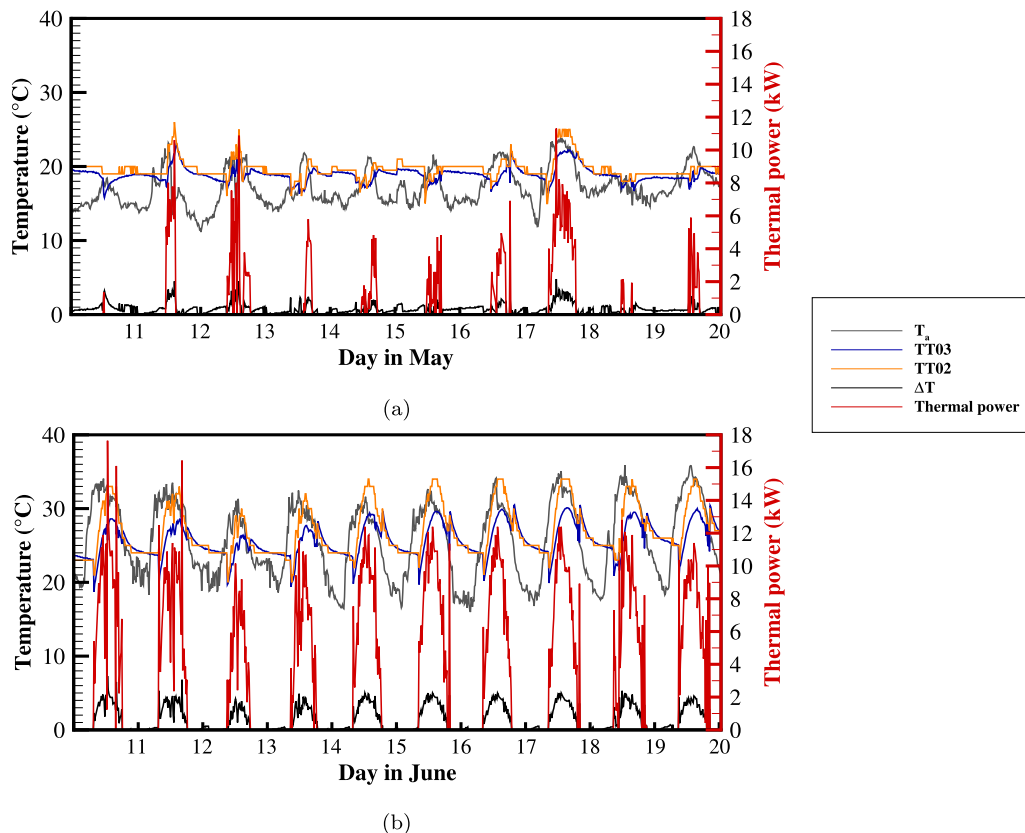 40
30
20
10
0
Temperature (°C)
18
16
14
12
10
8
6
4
2
0
Thermal power (kW)
11 12 13 14 15 16 17 18 19 20
Day in May
(a)
Tₐ
TT03
TT02
ΔT
Thermal power
40
30
20
10
0
Temperature (°C)
18
16
14
12
10
8
6
4
2
0
Thermal power (kW)
11 12 13 14 15 16 17 18 19 20
Day in June
(b)